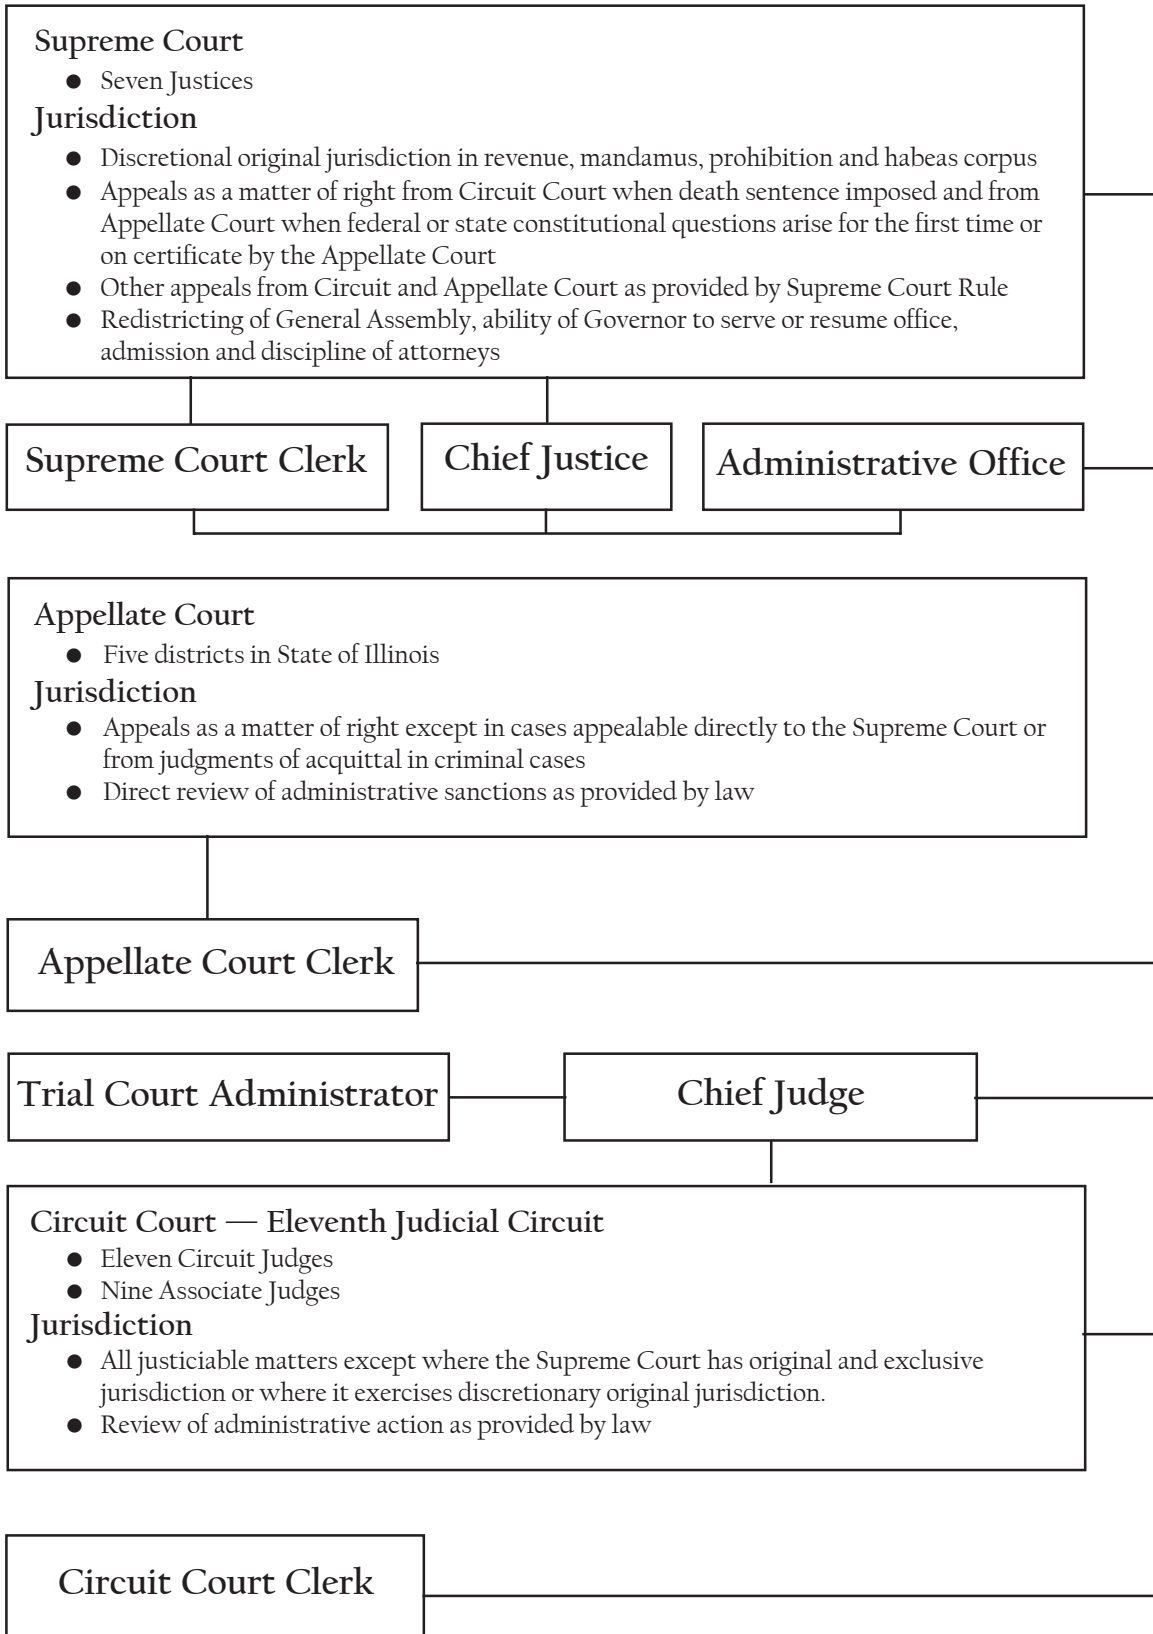 Supreme Court
● Seven Justices
Jurisdiction
● Discretional original jurisdiction in revenue, mandamus, prohibition and habeas corpus
● Appeals as a matter of right from Circuit Court when death sentence imposed and from
Appellate Court when federal or state constitutional questions arise for the first time or
on certificate by the Appellate Court
● Other appeals from Circuit and Appellate Court as provided by Supreme Court Rule
● Redistricting of General Assembly, ability of Governor to serve or resume office,
admission and discipline of attorneys
Supreme Court Clerk
Chief Justice
Administrative Office
Appellate Court
● Five districts in State of Illinois
Jurisdiction
● Appeals as a matter of right except in cases appealable directly to the Supreme Court or
from judgments of acquittal in criminal cases
● Direct review of administrative sanctions as provided by law
Appellate Court Clerk
Trial Court Administrator
Chief Judge
Circuit Court — Eleventh Judicial Circuit
● Eleven Circuit Judges
● Nine Associate Judges
Jurisdiction
● All justiciable matters except where the Supreme Court has original and exclusive
jurisdiction or where it exercises discretionary original jurisdiction.
● Review of administrative action as provided by law
Circuit Court Clerk